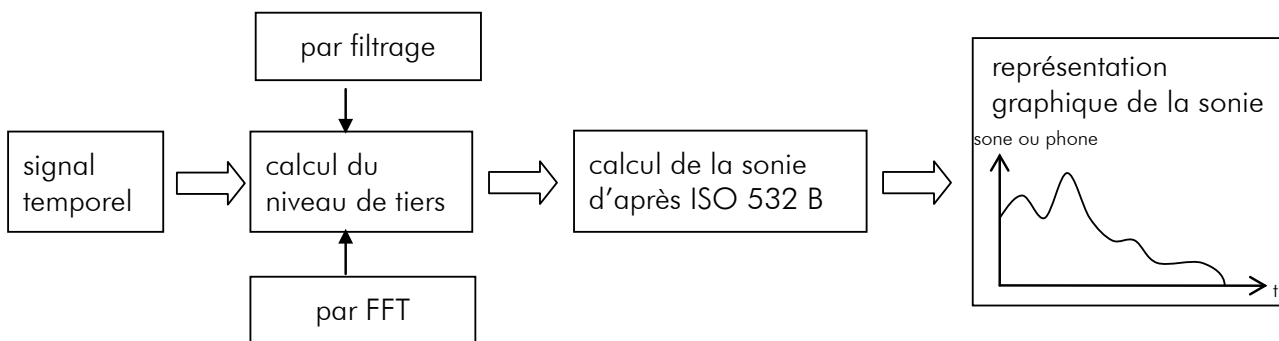 par filtrage
signal
temporel
calcul du
niveau de tiers
par FFT
calcul de la sonie
d'après ISO 532 B
représentation
graphique de la sonie
sone ou phone
t